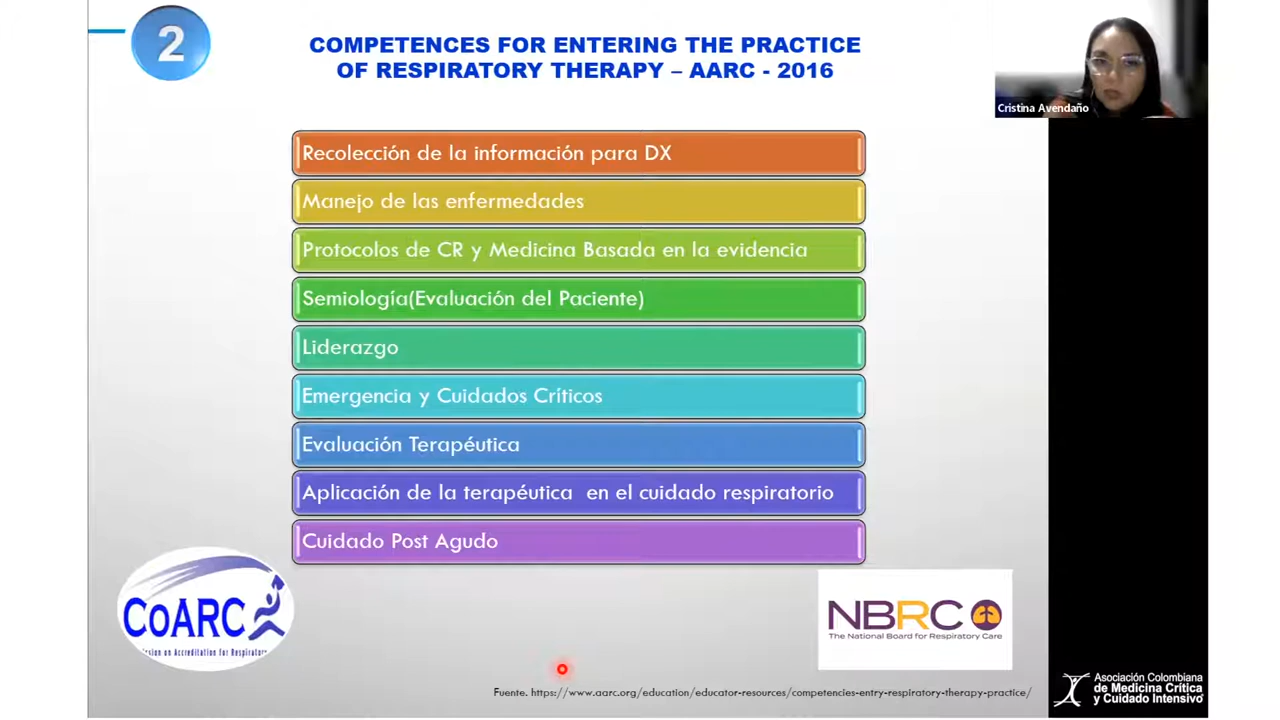 2
COMPETENCES FOR ENTERING THE PRACTICE
OF RESPIRATORY THERAPY – AARC - 2016
Cristina Avendaño
Recolección de la información para DX
Manejo de las enfermedades
Protocolos de CR y Medicina Basada en la evidencia
Semiología(Evaluación del Paciente)
Liderazgo
Emergencia y Cuidados Críticos
Evaluación Terapéutica
Aplicación de la terapéutica en el cuidado respiratorio
Cuidado Post Agudo
CoARC
on Accreditation for
NBRC
The National Board for Respiratory Care
Fuente. https://www.aarc.org/education/educator-resources/competencies-entry-respiratory-therapy-practice/
Asociación Colombiana
de Medicina Crítica
y Cuidado Intensivo